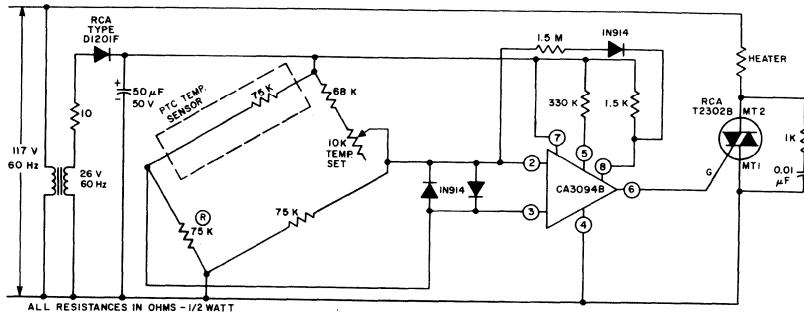 117 V
60 Hz
RCA
TYPE
D1201F
10
26 V
60 Hz
+
50 μF
50 V
-
PTC TEMP.
SENSOR
75 K
68 K
10K
TEMP.
SET
R
75 K
75 K
1N914
1.5 M
1N914
330 K
1.5 K
7
5
8
2
3
CA3094B
6
4
HEATER
RCA
T2302B
MT2
G
MT1
1K
0.01
μF
ALL RESISTANCES IN OHMS - 1/2 WATT